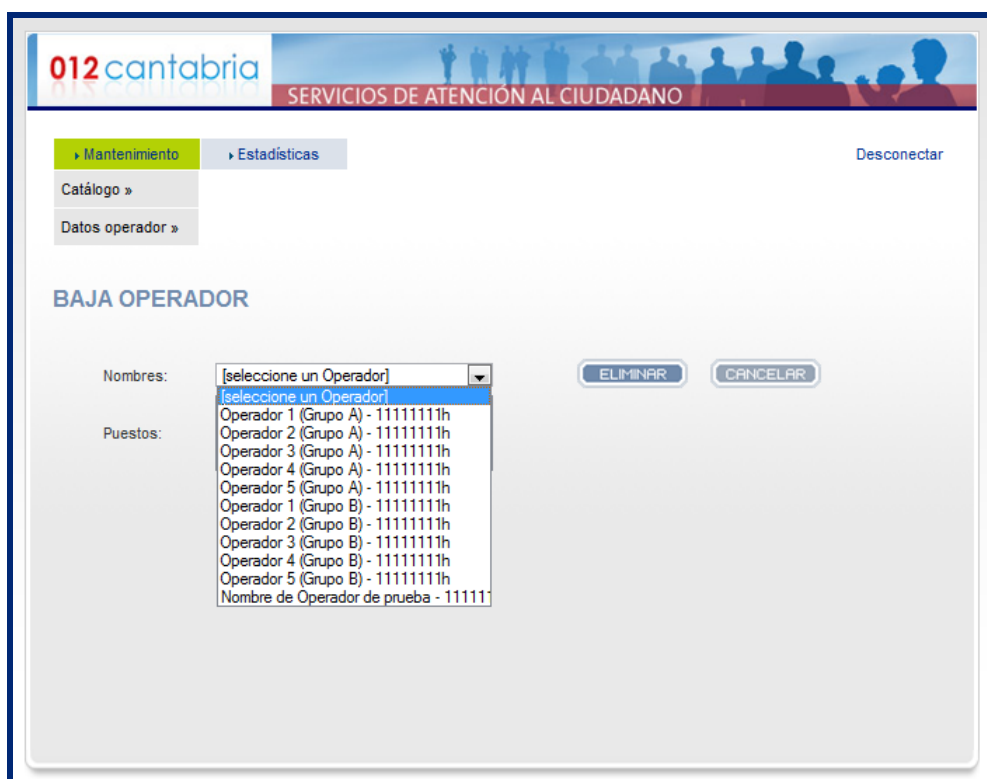 012 cantabria
SERVICIOS DE ATENCIÓN AL CIUDADANO
Mantenimiento
Estadísticas
Desconectar
Catálogo »
Datos operador »
BAJA OPERADOR
Nombres:
[seleccione un Operador]
ELIMINAR
CANCELAR
[seleccione un Operador]
Operador 1 (Grupo A) - 11111111h
Puestos:
Operador 2 (Grupo A) - 11111111h
Operador 3 (Grupo A) - 11111111h
Operador 4 (Grupo A) - 11111111h
Operador 5 (Grupo A) - 11111111h
Operador 1 (Grupo B) - 11111111h
Operador 2 (Grupo B) - 11111111h
Operador 3 (Grupo B) - 11111111h
Operador 4 (Grupo B) - 11111111h
Operador 5 (Grupo B) - 11111111h
Nombre de Operador de prueba - 111111